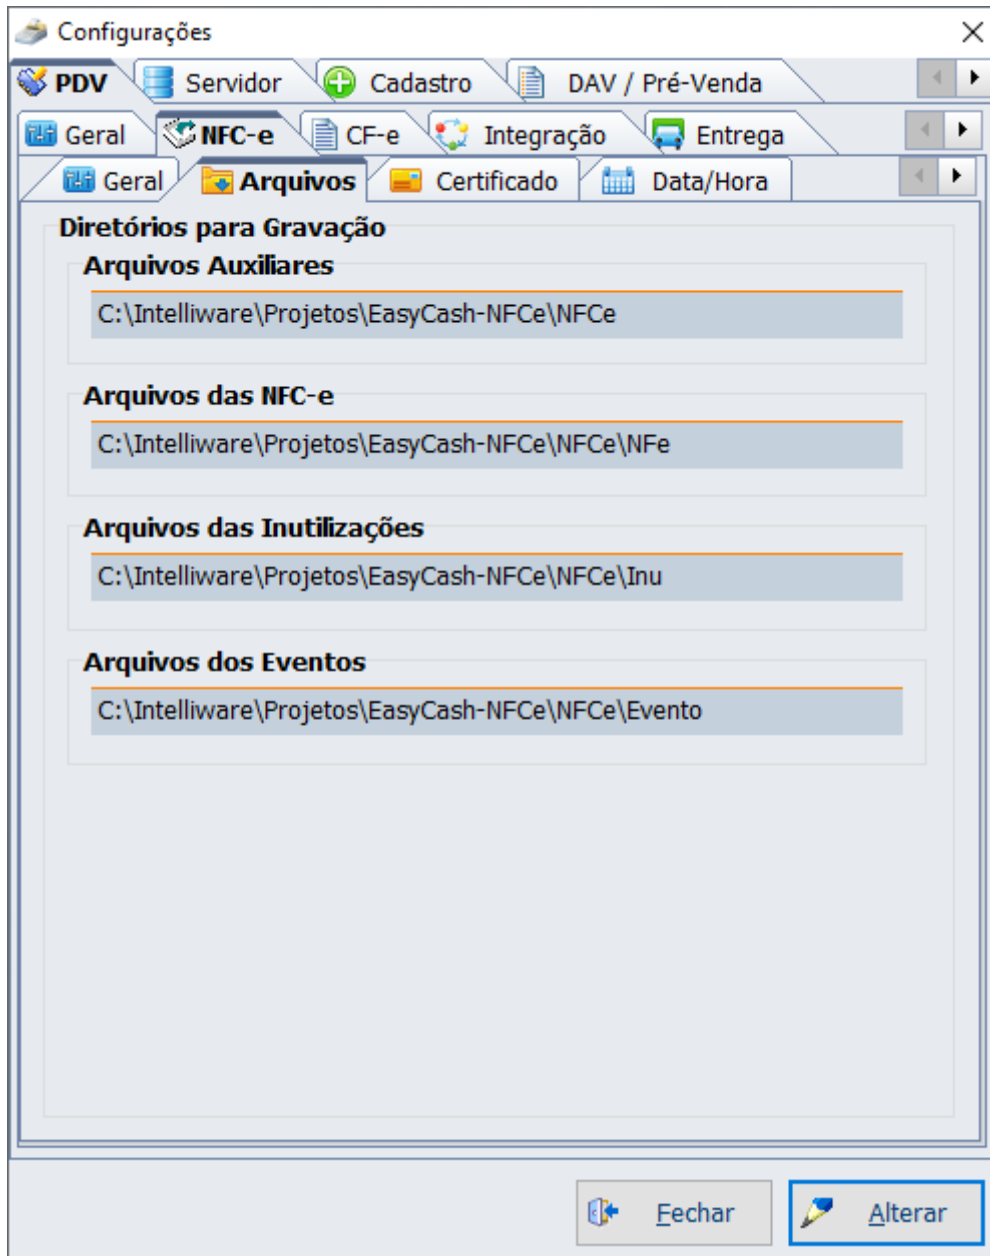 Configurações
PDV Servidor Cadastro DAV / Pré-Venda
Geral NFC-e CF-e Integração Entrega
Geral Arquivos Certificado Data/Hora
Diretórios para Gravação
Arquivos Auxiliares
C:\Intelliware\Projetos\EasyCash-NFCe\NFCe
Arquivos das NFC-e
C:\Intelliware\Projetos\EasyCash-NFCe\NFCe\NFe
Arquivos das Inutilizações
C:\Intelliware\Projetos\EasyCash-NFCe\NFCe\Inu
Arquivos dos Eventos
C:\Intelliware\Projetos\EasyCash-NFCe\NFCe\Evento
Fechar Alterar